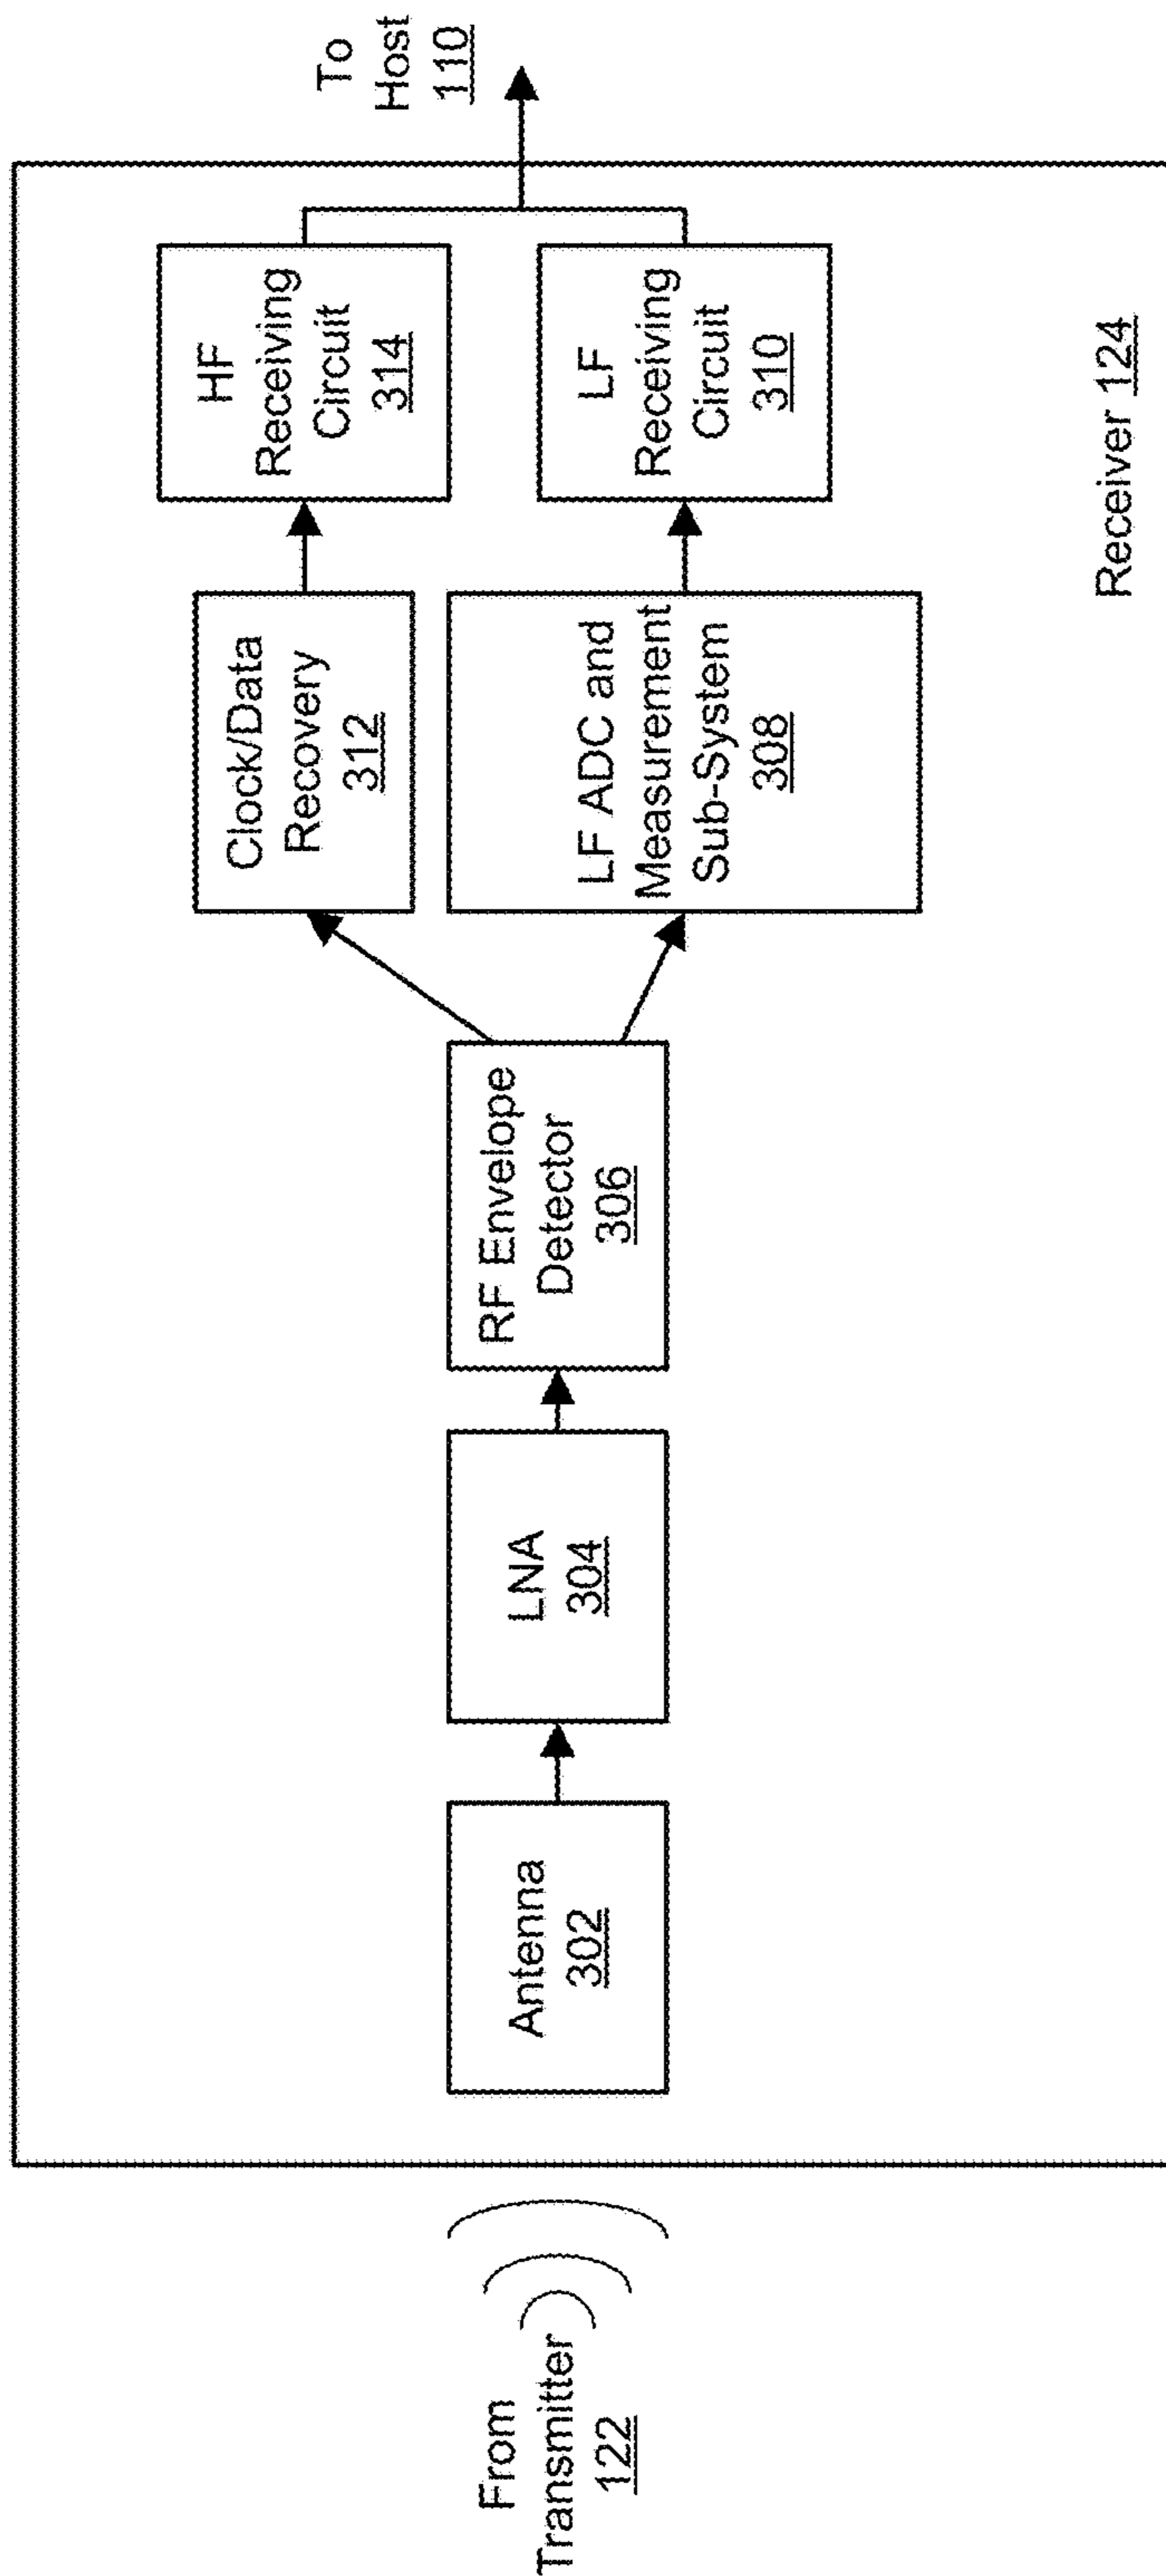 From
Transmitter
122
Antenna
302
LNA
304
RF Envelope
Detector
306
Clock/Data
Recovery
312
LF ADC and
Measurement
Sub-System
308
HF
Receiving
Circuit
314
LF
Receiving
Circuit
310
To
Host
110
Receiver 124